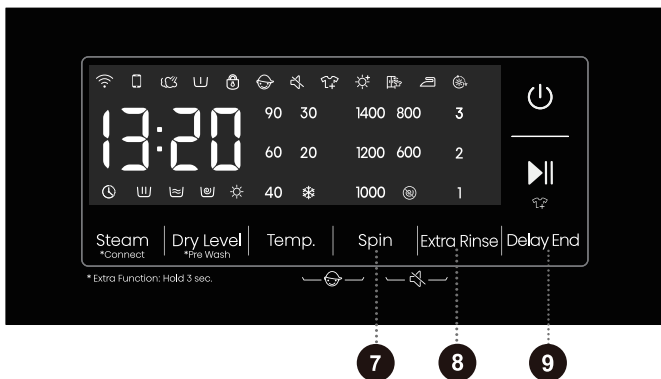 13:20
90 30 1400 800 3
60 20 1200 600 2
40 1000 1
Steam Dry Level Temp. Spin Extra Rinse Delay End
*Connect *Pre Wash
* Extra Function: Hold 3 sec.
7 8 9